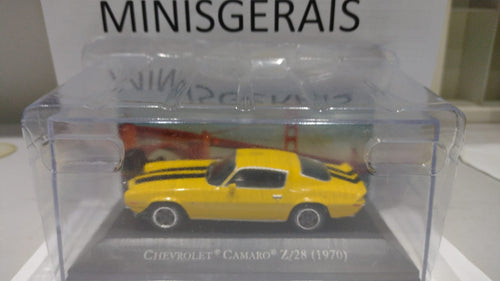 MINISGERAIS
CHEVROLET® CAMARO® Z/28 (1970)